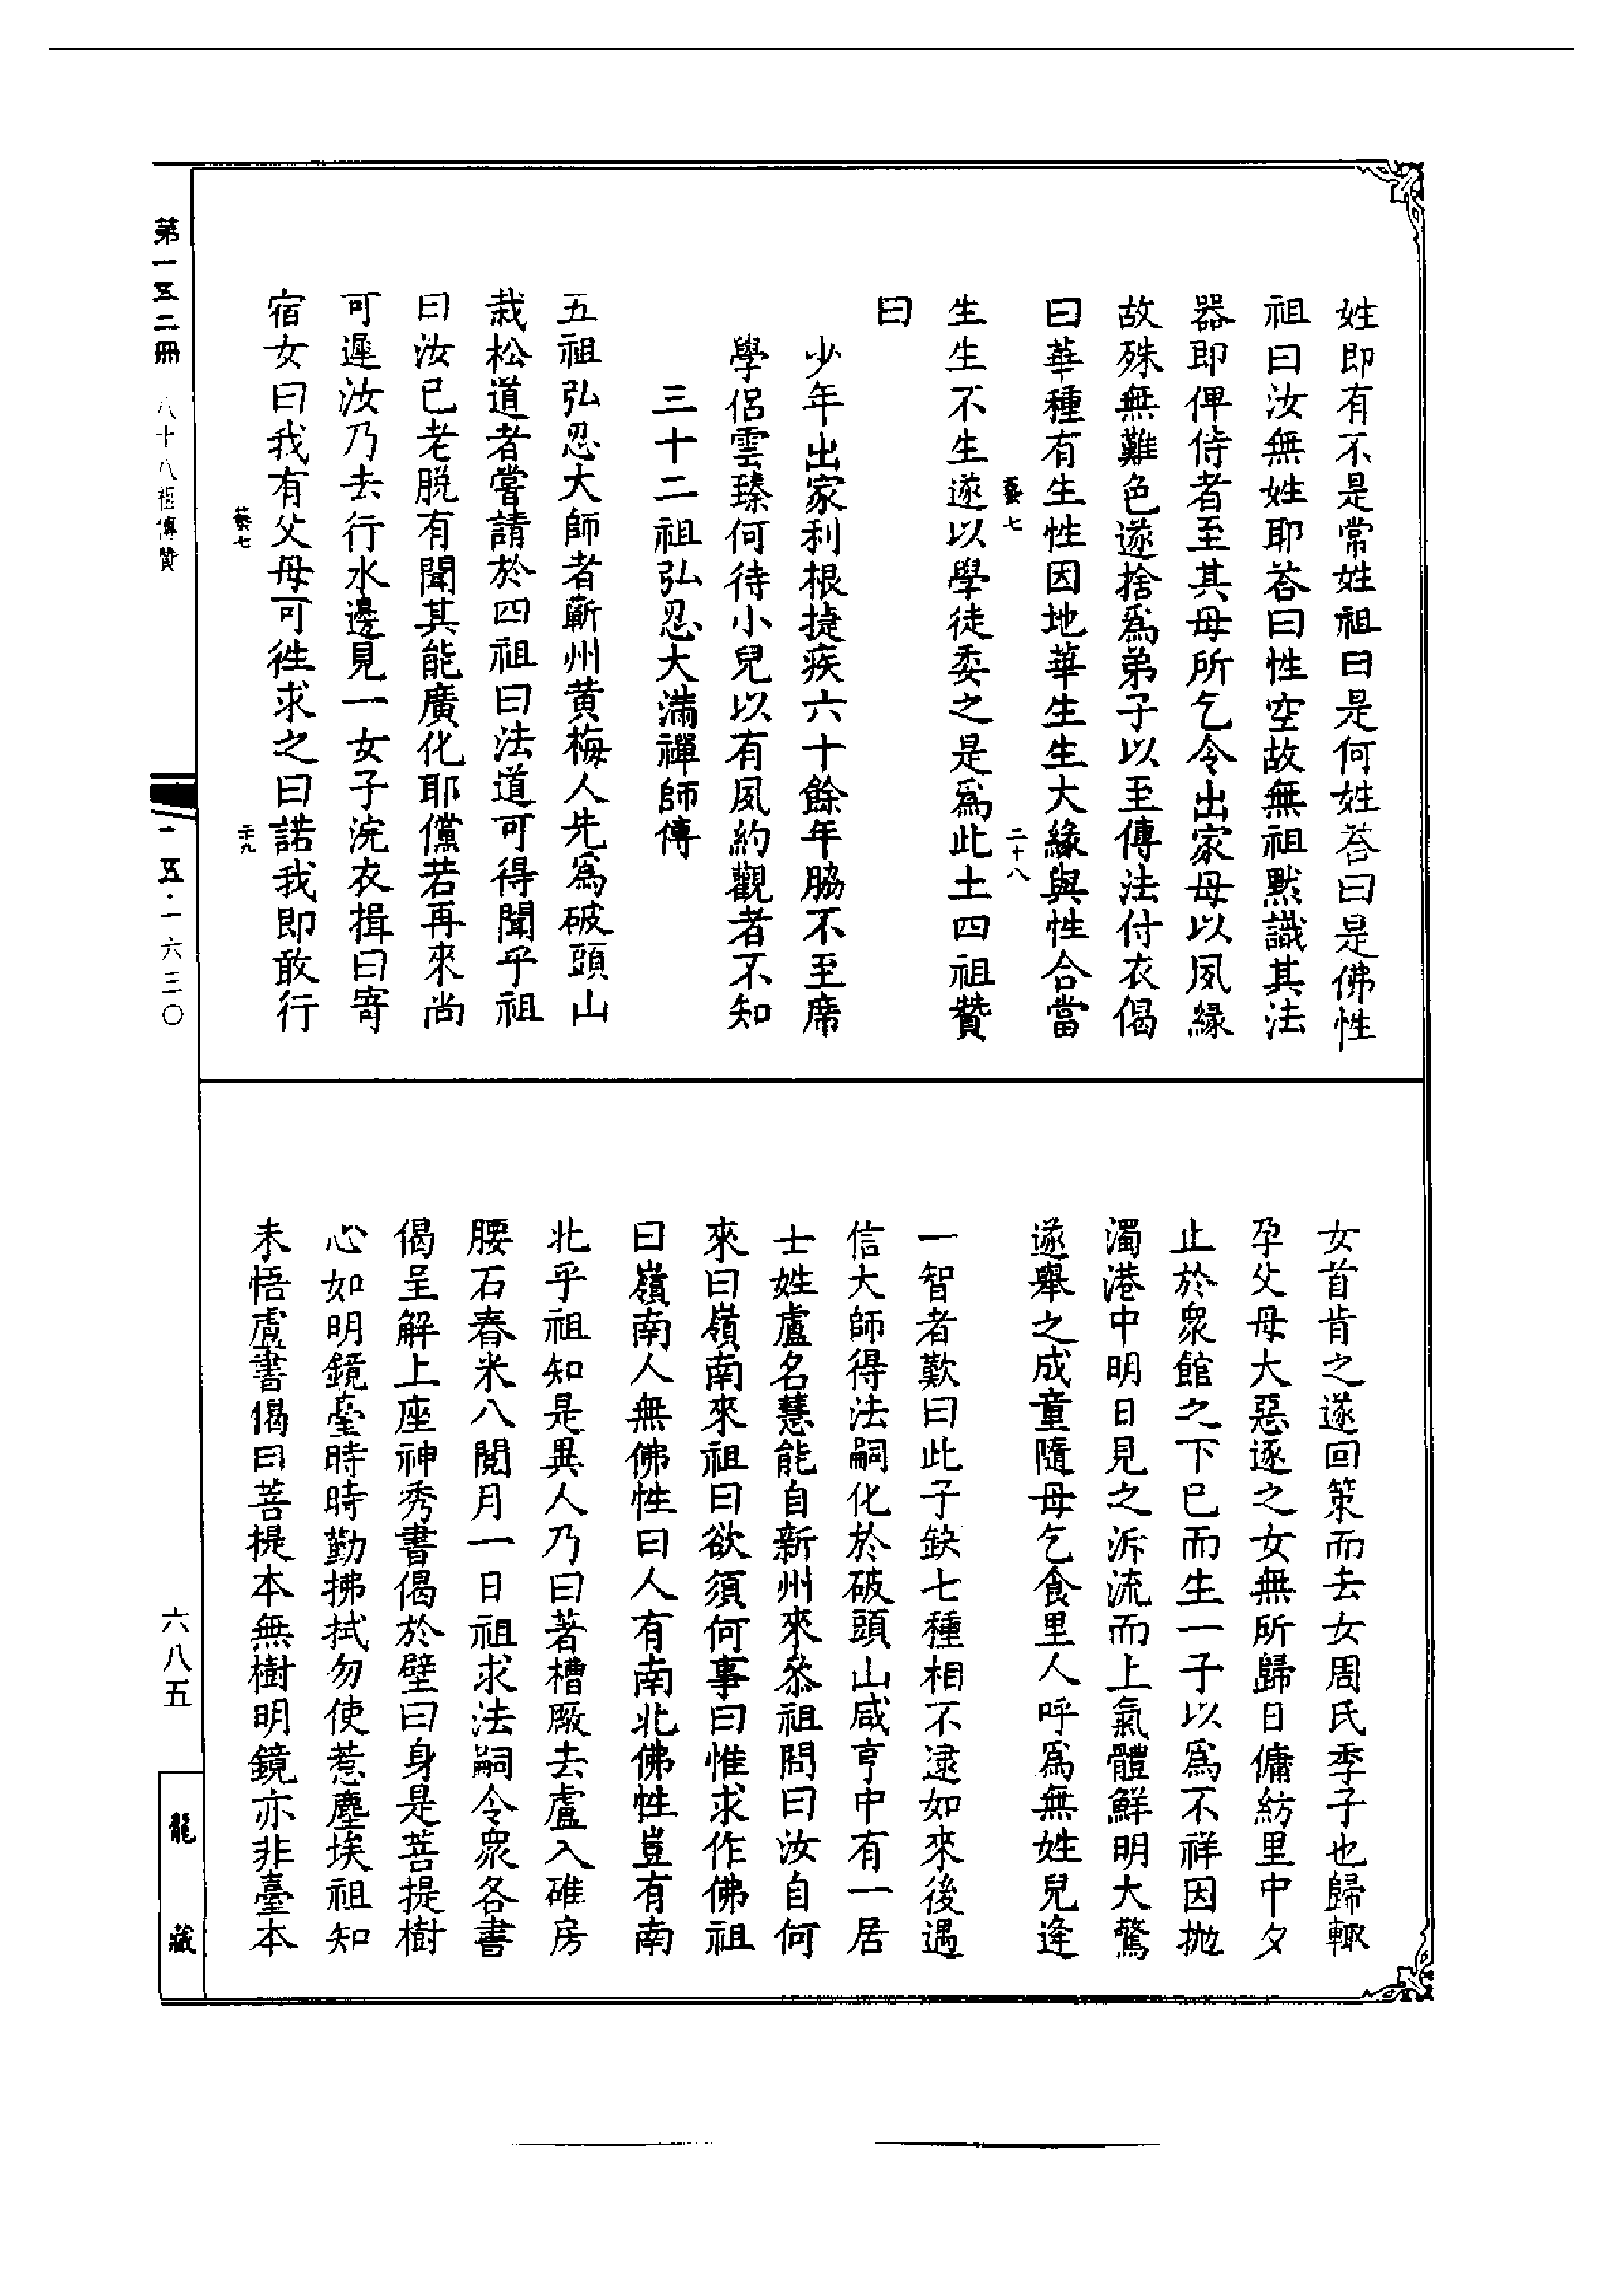 姓即有不是常姓祖曰是何姓荅曰是佛性
祖曰汝無姓耶荅曰性空故無祖默識其法
器即俾侍者至其母所乞令出家母以夙緣
故殊無難色遂捨爲弟子以至傳法付衣偈
曰華種有生性因地華生生大緣與性合當
藝七
二十八
生生不生遂以學徒委之是爲此土四祖贊
曰
少年出家利根捷疾六十餘年脇不至席
學侶雲臻何待小兒以有夙約觀者不知
三十二祖弘忍大滿禪師傳
五祖弘忍大師者蘄州黄梅人先爲破頭山
栽松道者嘗請於四祖曰法道可得聞乎祖
曰汝已老脱有聞其能廣化耶儻若再來尚
可遲汝乃去行水邊見一女子浣衣揖曰寄
宿女曰我有父母可徃求之曰諾我即敢行
藝七
二十九
女首肯之遂回策而去女周氏季子也歸輙
孕父母大惡逐之女無所歸日傭紡里中夕
止於衆館之下已而生一子以爲不祥因抛
濁港中明日見之泝流而上氣體鮮明大驚
遂舉之成童隨母乞食里人呼爲無姓兒逢
一智者歎曰此子缺七種相不逮如來後遇
信大師得法嗣化於破頭山咸亨中有一居
士姓盧名慧能自新州來叅祖問曰汝自何
來曰嶺南來祖曰欲須何事曰惟求作佛祖
曰嶺南人無佛性曰人有南北佛性豈有南
北乎祖知是異人乃曰著槽厰去盧入碓房
腰石舂米八閲月一日祖求法嗣令衆各書
偈呈解上座神秀書偈於壁曰身是菩提樹
心如明鏡臺時時勤拂拭勿使惹塵埃祖知
未悟盧書偈曰菩提本無樹明鏡亦非臺本
第一五二冊 八十八祖傳贊
一五·一六三〇
六八五
龍藏